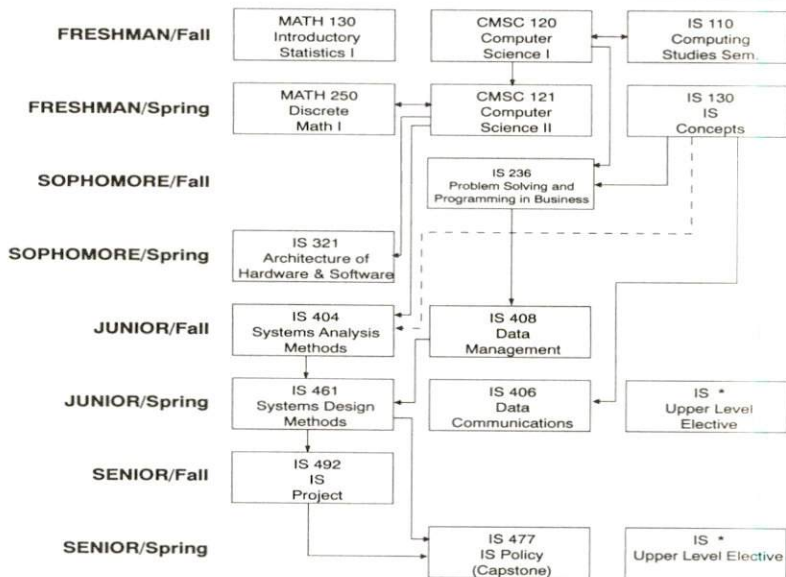 FRESHMAN/Fall
MATH 130
Introductory
Statistics I
CMSC 120
Computer
Science I
IS 110
Computing
Studies Sem.
FRESHMAN/Spring
MATH 250
Discrete
Math I
CMSC 121
Computer
Science II
IS 130
IS
Concepts
SOPHOMORE/Fall
IS 236
Problem Solving and
Programming in Business
SOPHOMORE/Spring
IS 321
Architecture of
Hardware & Software
JUNIOR/Fall
IS 404
Systems Analysis
Methods
IS 408
Data
Management
JUNIOR/Spring
IS 461
Systems Design
Methods
IS 406
Data
Communications
IS *
Upper Level
Elective
SENIOR/Fall
IS 492
IS
Project
SENIOR/Spring
IS 477
IS Policy
(Capstone)
IS *
Upper Level Elective